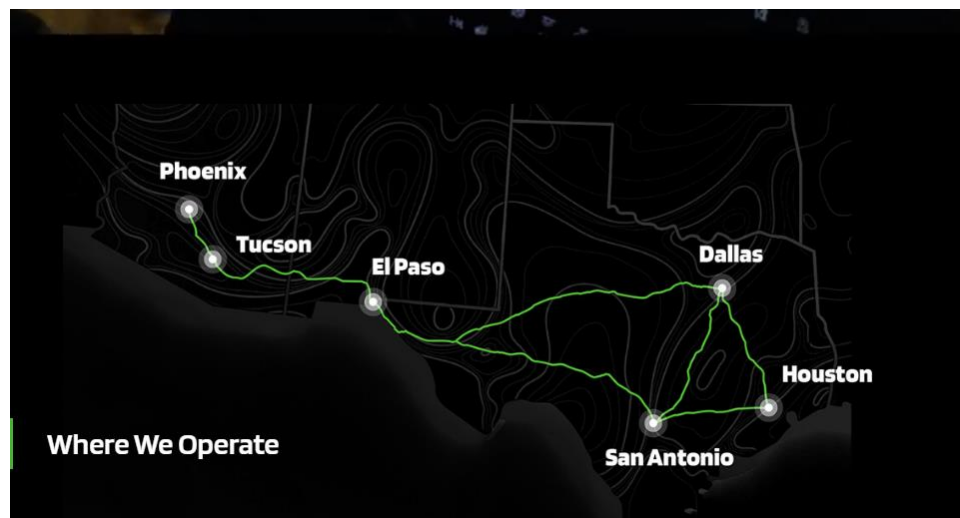 Phoenix
Tucson
El Paso
Dallas
Houston
San Antonio
Where We Operate